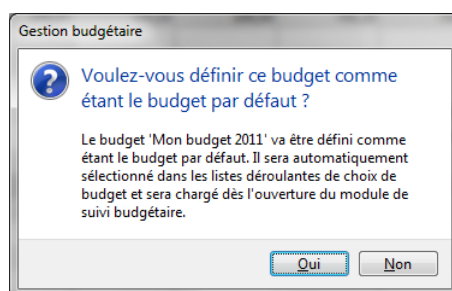 Gestion budgétaire
Voulez-vous définir ce budget comme
étant le budget par défaut ?
Le budget 'Mon budget 2011' va être défini comme
étant le budget par défaut. Il sera automatiquement
sélectionné dans les listes déroulantes de choix de
budget et sera chargé dès l'ouverture du module de
suivi budgétaire.
Oui
Non